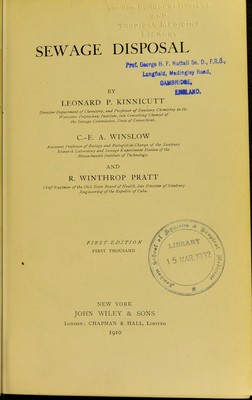 SEWAGE DISPOSAL
Prof. George H. F. Nuttall Sc. D., F.R.S.,
Longfield, Madingley Road,
CAMBRIDGE,
ENGLAND.
BY
LEONARD P. KINNICUTT
Director Department of Chemistry, and Professor of Sanitary Chemistry in the
Worcester Polytechnic Institute, late Consulting Chemist of
the Sewage Commission, State of Connecticut.
C.-E. A. WINSLOW
Assistant Professor of Biology and Biologist-in-Charge of the Sanitary
Research Laboratory and Sewage Experiment Station of the
Massachusetts Institute of Technology.
AND
R. WINTHROP PRATT
Chief Engineer of the Ohio State Board of Health, late Director of Sanitary
Engineering of the Republic of Cuba.
FIRST EDITION
FIRST THOUSAND
LIBRARY
15 MAR 1932
NEW YORK
JOHN WILEY & SONS
LONDON: CHAPMAN & HALL, LIMITED
1910